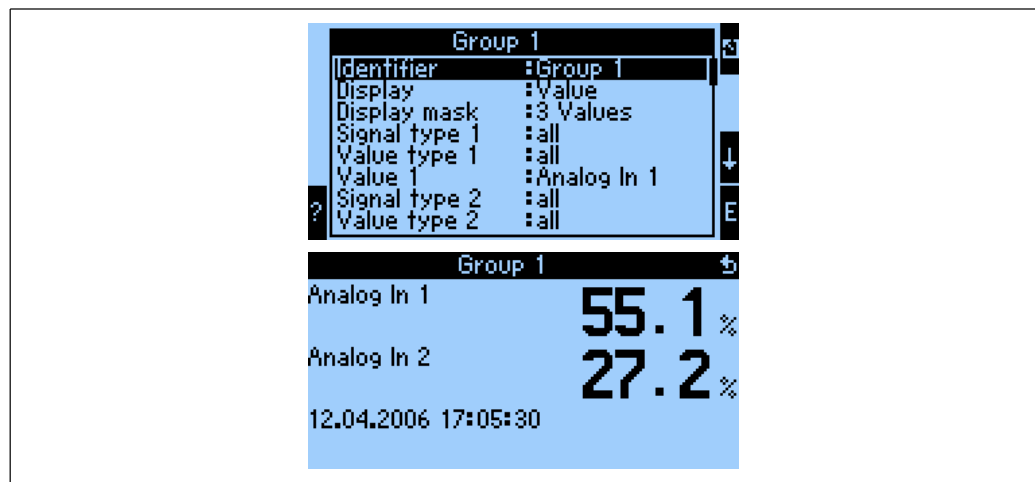 Group 1
Identifier :Group 1
Display :Value
Display mask :3 Values
Signal type 1 :all
Value type 1 :all
Value 1 :Analog In 1
Signal type 2 :all
Value type 2 :all
? E
Group 1
Analog In 1 55.1 %
Analog In 2 27.2 %
12.04.2006 17:05:30